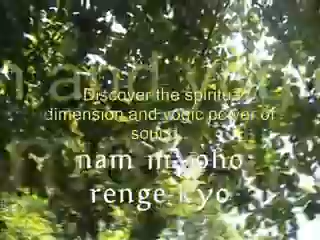 Discover the spiritual
dimension and yogic power of
sound
nam myoho
renge kyo